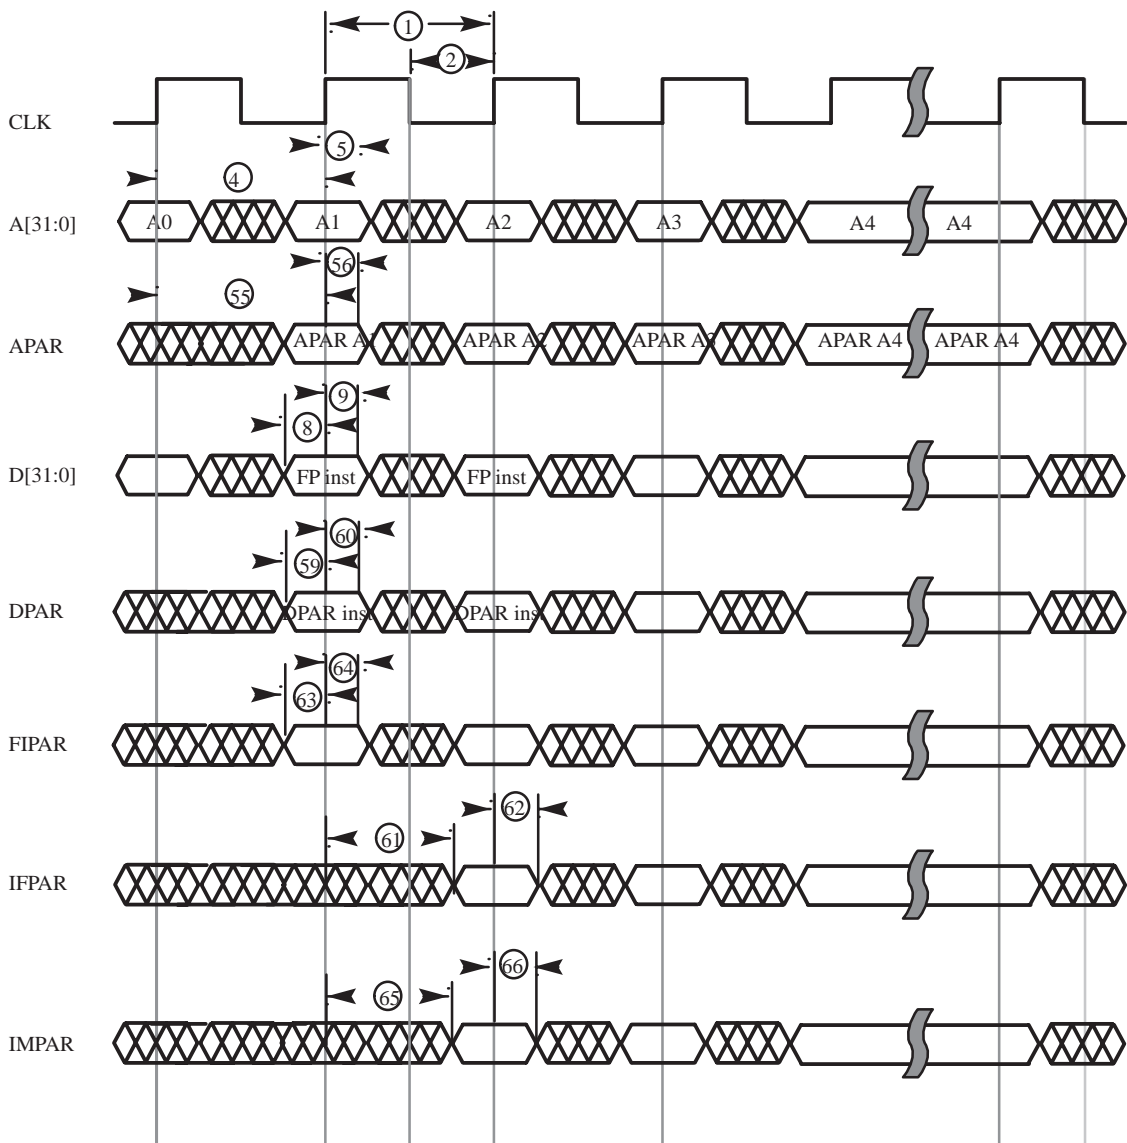 1
2
CLK
5
4
A[31:0] A0 A1 A2 A3 A4 A4
56
55
APAR APAR A1 APAR A2 APAR A3 APAR A4 APAR A4
9
8
D[31:0] FP inst FP inst
60
59
DPAR DPAR inst DPAR inst
64
63
FIPAR
62
61
IFPAR
66
65
IMPAR